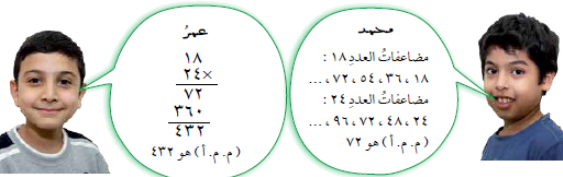 محمد
مضاعفاتُ العددِ ١٨ :
١٨ ، ٣٦ ، ٥٤ ، ٧٢ ، ...
مضاعفاتُ العددِ ٢٤ :
٢٤ ، ٤٨ ، ٧٢ ، ٩٦ ، ...
(م . م . أ) هو ٧٢
عمرُ
١٨
٢٤×
٧٢
٣٦٠
٤٣٢
(م . م . أ) هو ٤٣٢